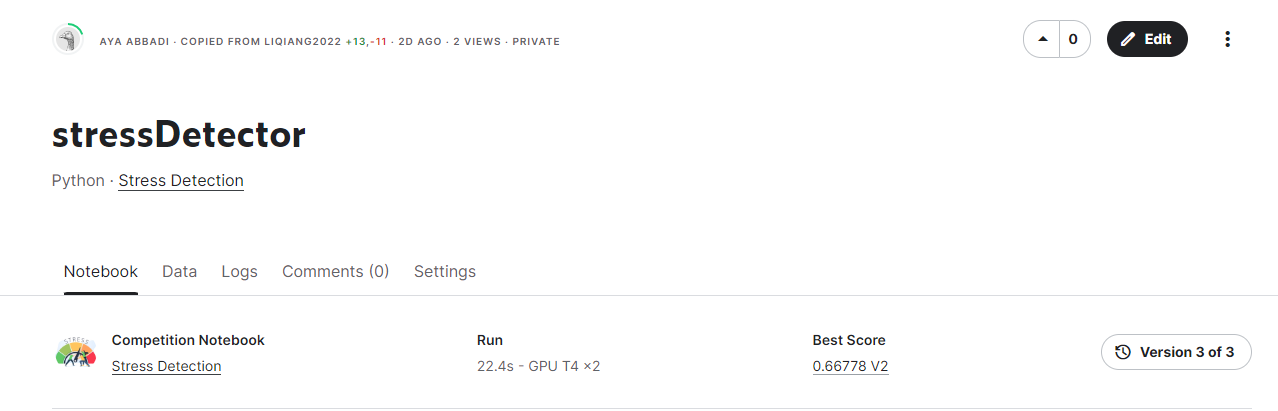 AYA ABBADI · COPIED FROM LIQIANG2022 +13,-11 · 2D AGO · 2 VIEWS · PRIVATE
0
Edit
stressDetector
Python · Stress Detection
Notebook Data Logs Comments (0) Settings
STRESS
Competition Notebook
Stress Detection
Run
22.4s - GPU T4 ×2
Best Score
0.66778 V2
Version 3 of 3